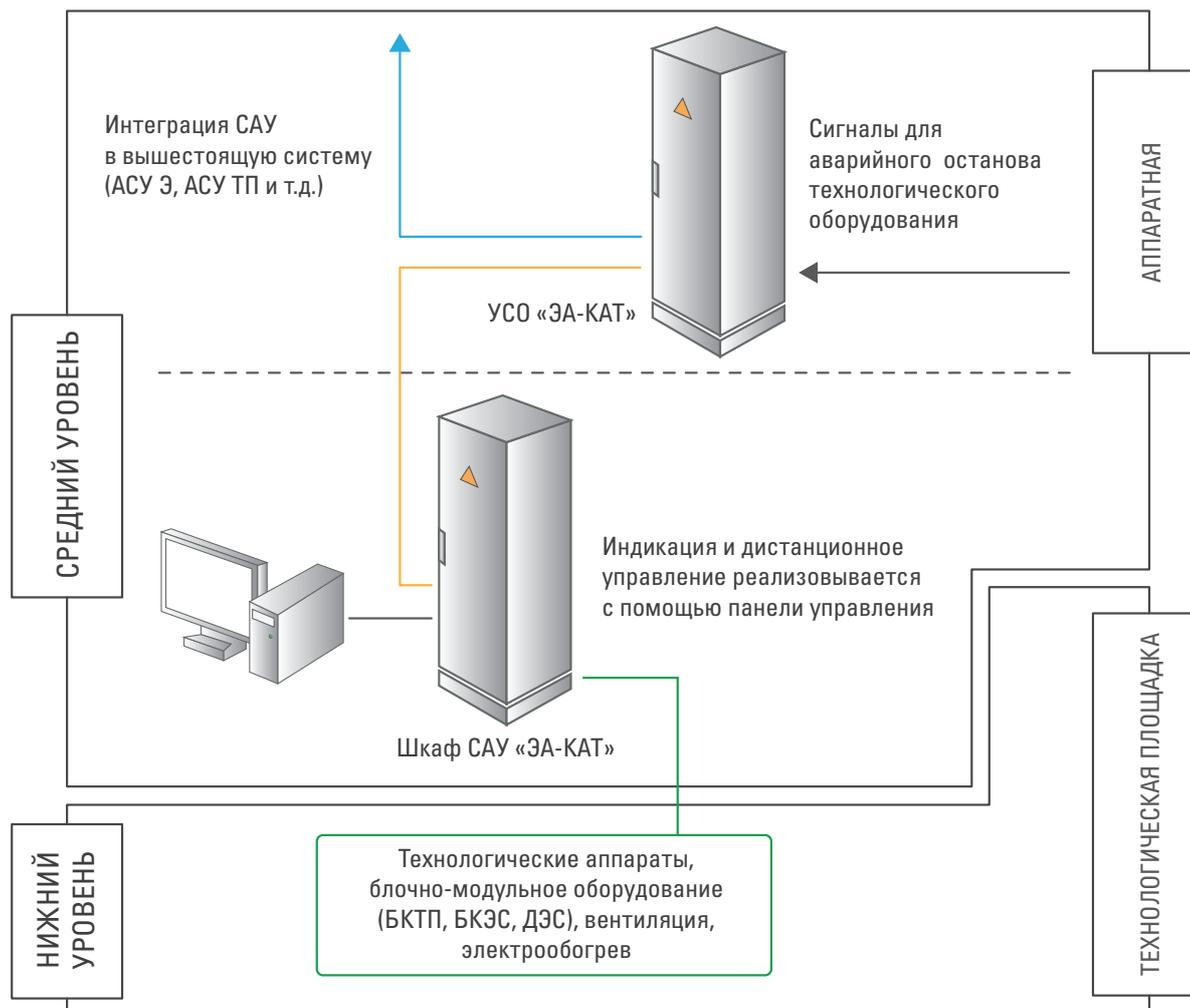 Интеграция САУ
в вышестоящую систему
(АСУ Э, АСУ ТП и т.д.)
Сигналы для
аварийного останова
технологического
оборудования
АППАРАТНАЯ
УСО «ЭА-КАТ»
СРЕДНИЙ УРОВЕНЬ
Индикация и дистанционное
управление реализовывается
с помощью панели управления
Шкаф САУ «ЭА-КАТ»
ТЕХНОЛОГИЧЕСКАЯ ПЛОЩАДКА
НИЖНИЙ
УРОВЕНЬ
Технологические аппараты,
блочно-модульное оборудование
(БКТП, БКЭС, ДЭС), вентиляция,
электрообогрев